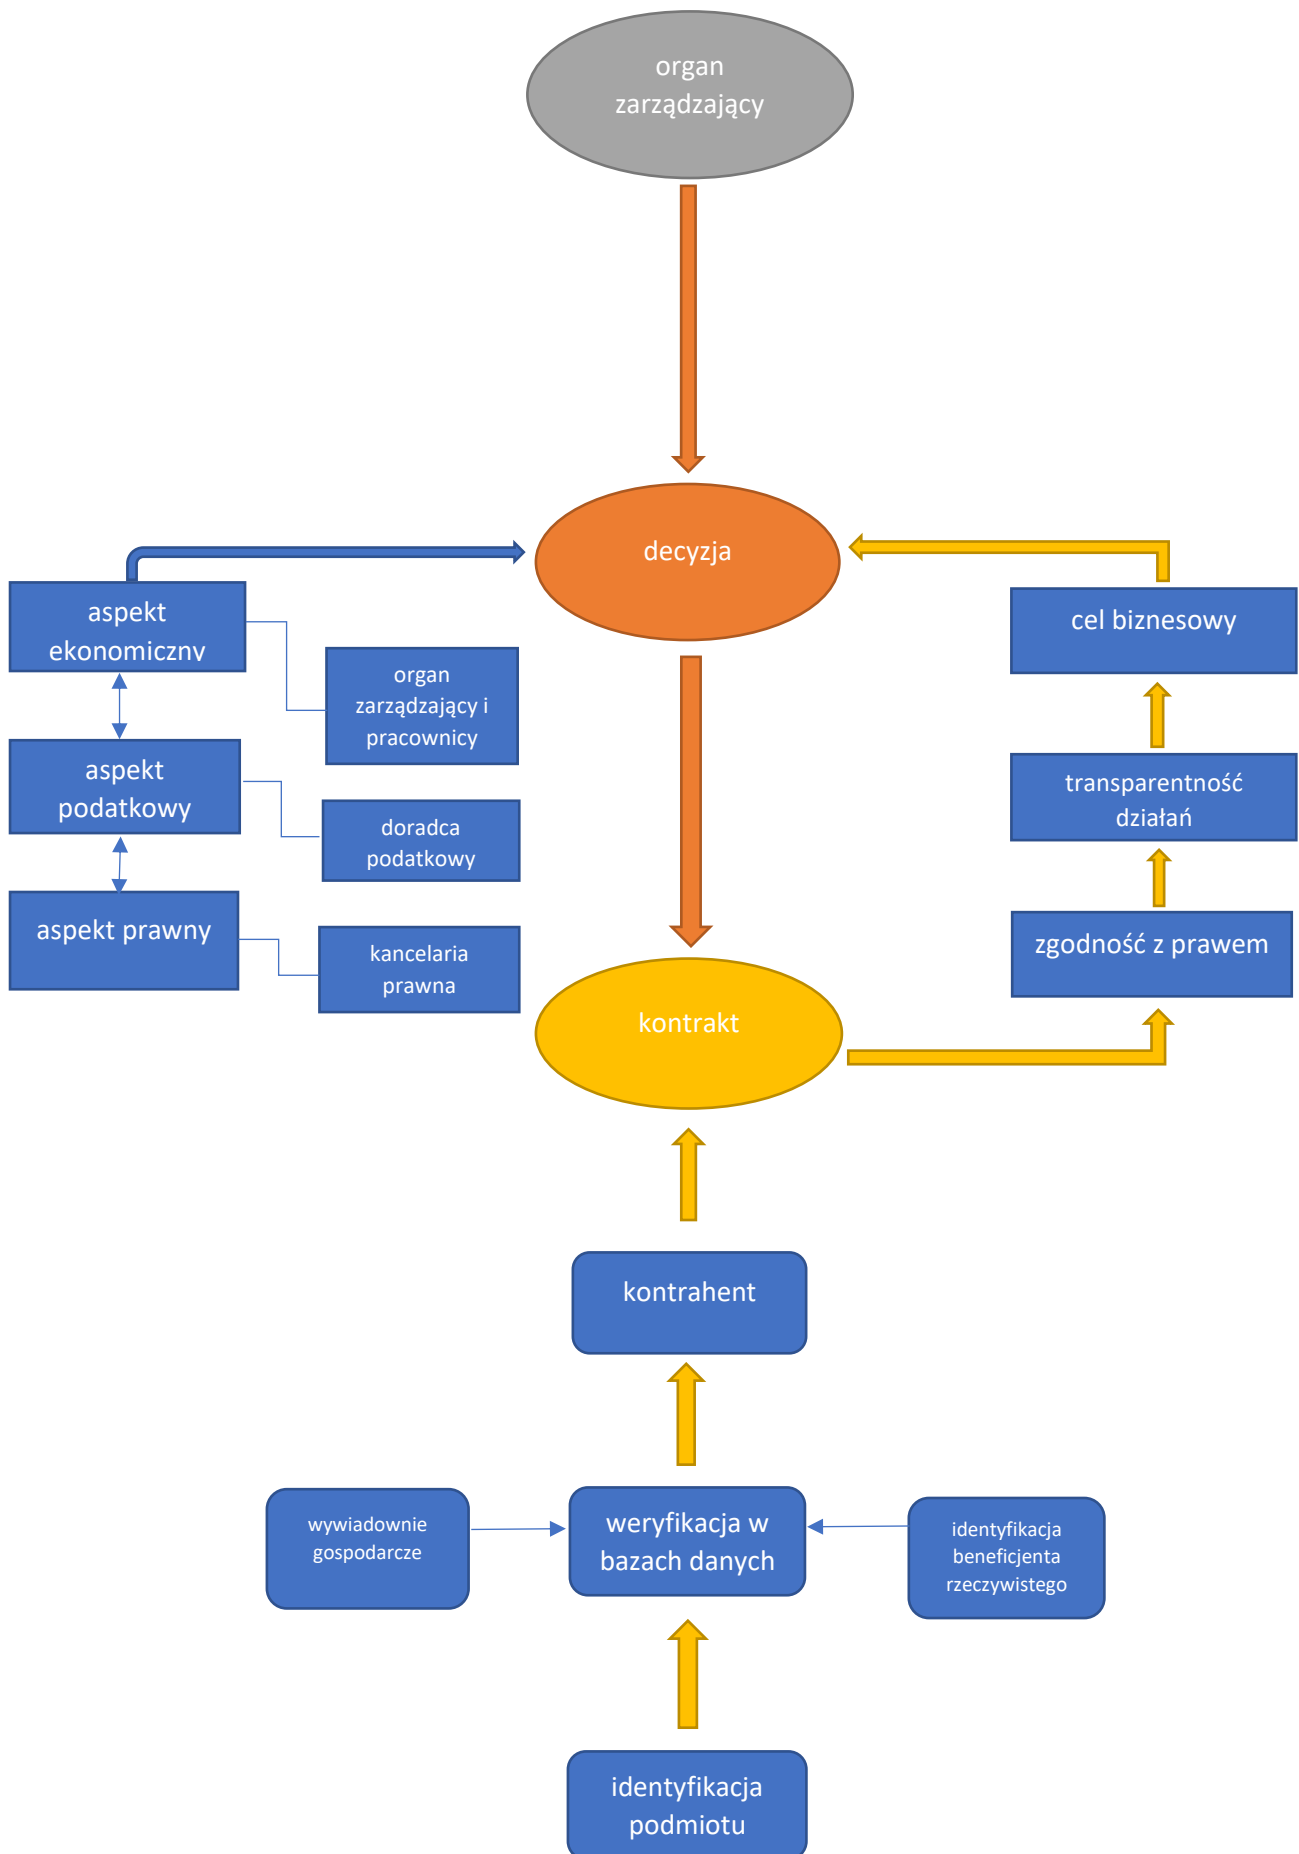 organ
zarządzający
decyzja
aspekt
ekonomiczny
organ
zarządzający i
pracownicy
aspekt
podatkowy
doradca
podatkowy
aspekt prawny
kancelaria
prawna
cel biznesowy
transparentność
działań
zgodność z prawem
kontrakt
kontrahent
wywiadownie
gospodarcze
weryfikacja w
bazach danych
identyfikacja
beneficjenta
rzeczywistego
identyfikacja
podmiotu